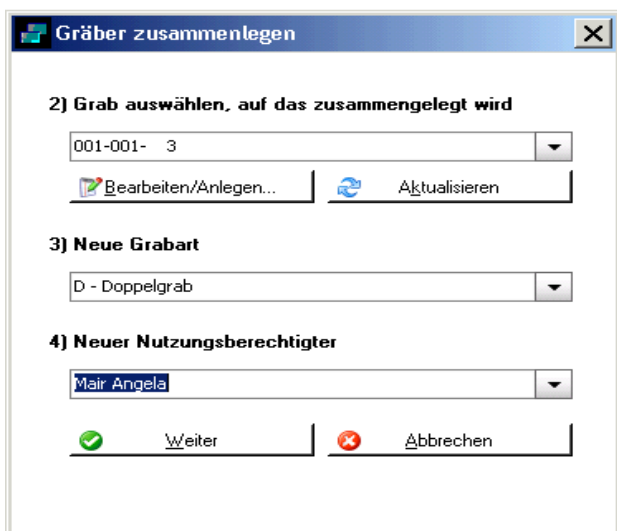 Gräber zusammenlegen
2) Grab auswählen, auf das zusammengelegt wird
001-001-   3
Bearbeiten/Anlegen... Aktualisieren
3) Neue Grabart
D - Doppelgrab
4) Neuer Nutzungsberechtigter
Mair Angela
Weiter Abbrechen